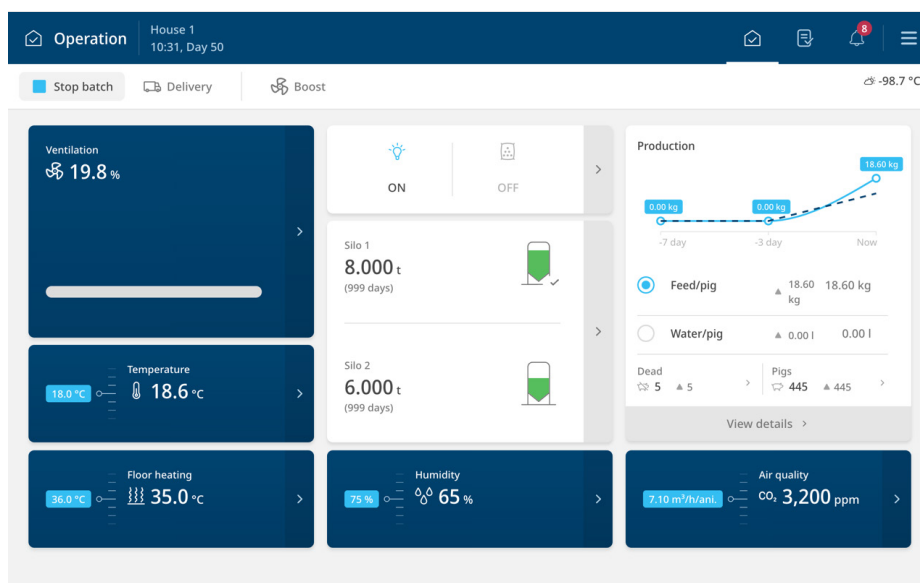 Operation
House 1
10:31, Day 50
8
Stop batch
Delivery
Boost
-98.7 °C
Ventilation
19.8 %
ON
OFF
Silo 1
8.000 t
(999 days)
Silo 2
6.000 t
(999 days)
Production
18.60 kg
0.00 kg
0.00 kg
-7 day
-3 day
Now
Feed/pig
▲ 18.60 kg
18.60 kg
Water/pig
▲ 0.00 l
0.00 l
Dead
5 ▲ 5
Pigs
445 ▲ 445
View details
Temperature
18.0 °C
18.6 °C
Floor heating
36.0 °C
35.0 °C
Humidity
75 %
65 %
Air quality
7.10 m³/h/ani.
CO₂ 3,200 ppm